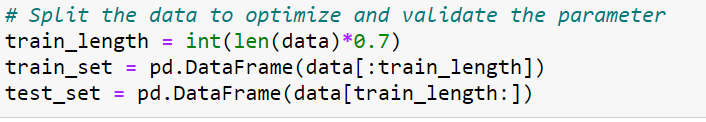 # Split the data to optimize and validate the parameter
train_length = int(len(data)*0.7)
train_set = pd.DataFrame(data[:train_length])
test_set = pd.DataFrame(data[train_length:])